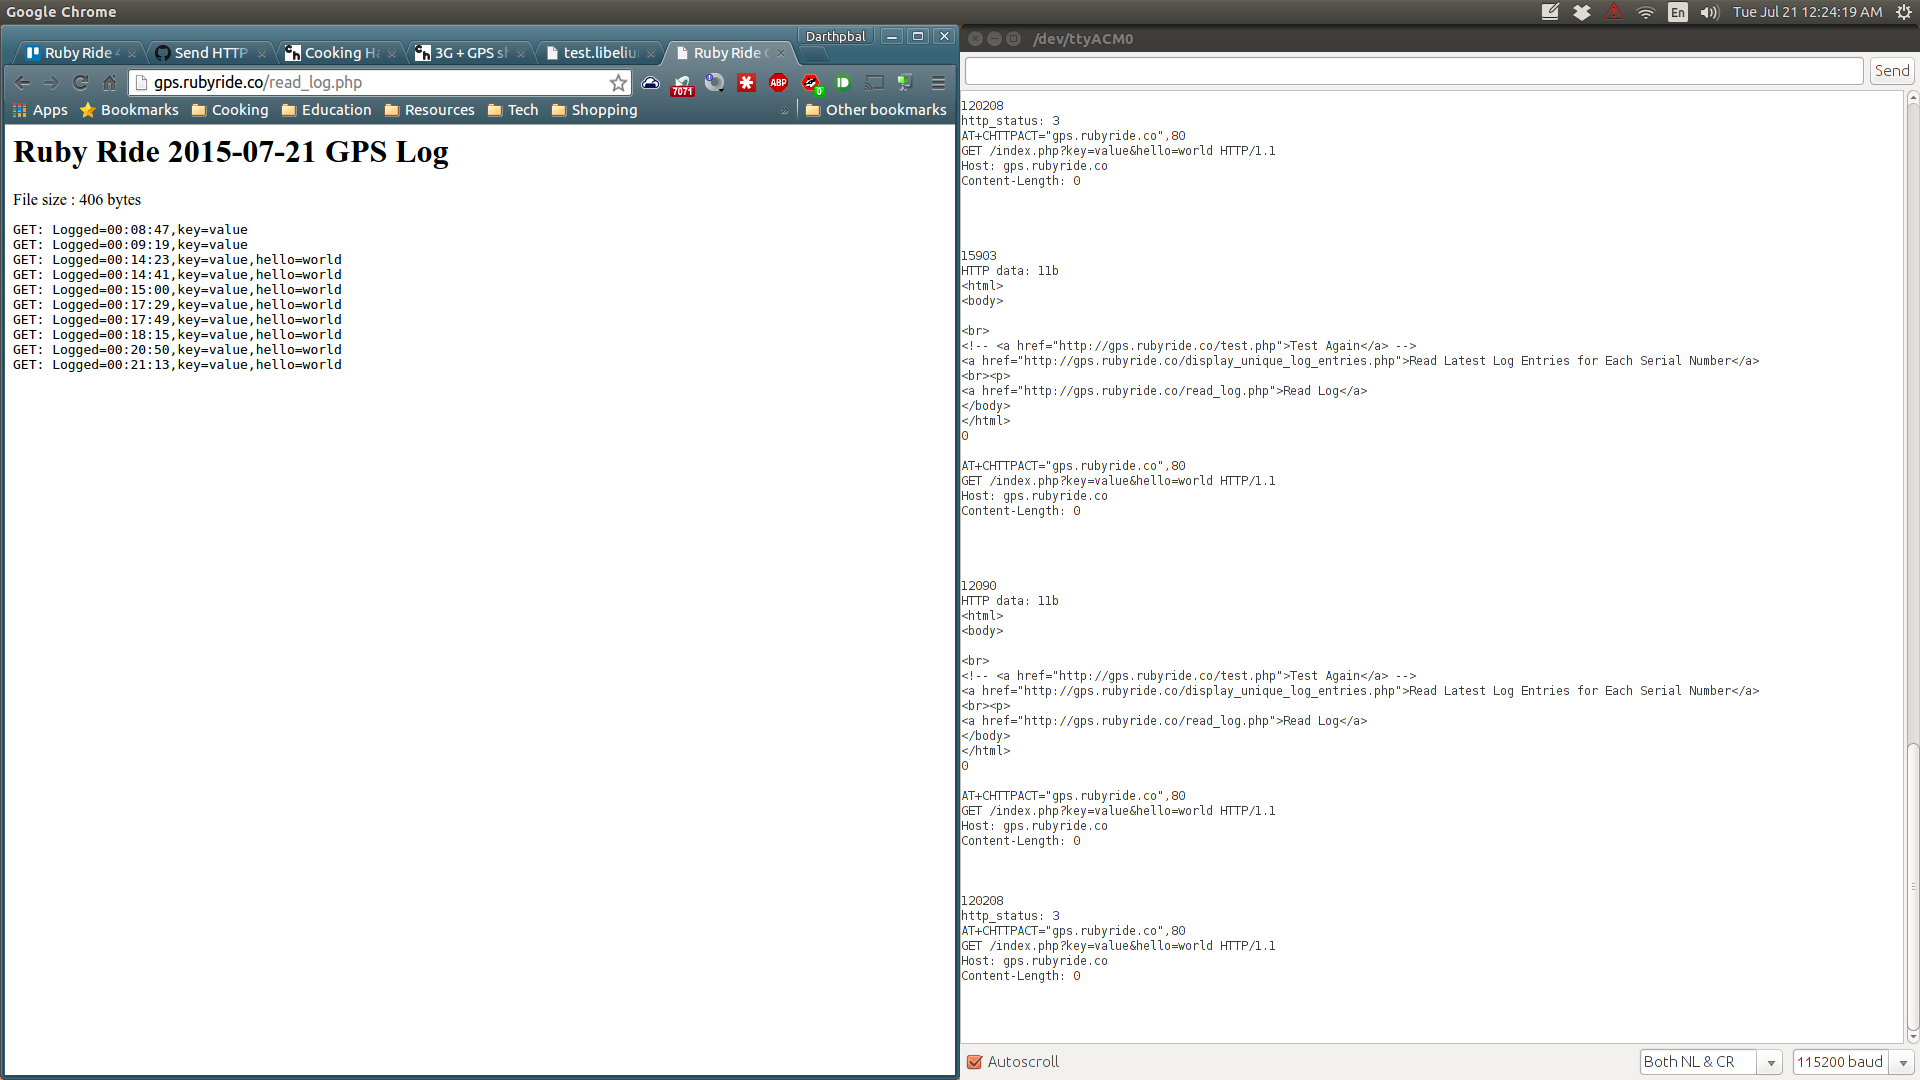 Google Chrome
En
Tue Jul 21 12:24:19 AM
Darthpbal
Ruby Ride
Send HTTP
Cooking Ha
3G + GPS sh
test.libeliu
Ruby Ride
gps.rubyride.co/read_log.php
7071
ABP
0
Apps
Bookmarks
Cooking
Education
Resources
Tech
Shopping
»
Other bookmarks
Ruby Ride 2015-07-21 GPS Log
File size : 406 bytes
GET: Logged=00:08:47,key=value
GET: Logged=00:09:19,key=value
GET: Logged=00:14:23,key=value,hello=world
GET: Logged=00:14:41,key=value,hello=world
GET: Logged=00:15:00,key=value,hello=world
GET: Logged=00:17:29,key=value,hello=world
GET: Logged=00:17:49,key=value,hello=world
GET: Logged=00:18:15,key=value,hello=world
GET: Logged=00:20:50,key=value,hello=world
GET: Logged=00:21:13,key=value,hello=world
/dev/ttyACM0
Send
120208
http_status: 3
AT+CHTTPACT="gps.rubyride.co",80
GET /index.php?key=value&hello=world HTTP/1.1
Host: gps.rubyride.co
Content-Length: 0
15903
HTTP data: 11b
<html>
<body>
<br>
<!-- <a href="http://gps.rubyride.co/test.php">Test Again</a> -->
<a href="http://gps.rubyride.co/display_unique_log_entries.php">Read Latest Log Entries for Each Serial Number</a>
<br><p>
<a href="http://gps.rubyride.co/read_log.php">Read Log</a>
</body>
</html>
0
AT+CHTTPACT="gps.rubyride.co",80
GET /index.php?key=value&hello=world HTTP/1.1
Host: gps.rubyride.co
Content-Length: 0
12090
HTTP data: 11b
<html>
<body>
<br>
<!-- <a href="http://gps.rubyride.co/test.php">Test Again</a> -->
<a href="http://gps.rubyride.co/display_unique_log_entries.php">Read Latest Log Entries for Each Serial Number</a>
<br><p>
<a href="http://gps.rubyride.co/read_log.php">Read Log</a>
</body>
</html>
0
AT+CHTTPACT="gps.rubyride.co",80
GET /index.php?key=value&hello=world HTTP/1.1
Host: gps.rubyride.co
Content-Length: 0
120208
http_status: 3
AT+CHTTPACT="gps.rubyride.co",80
GET /index.php?key=value&hello=world HTTP/1.1
Host: gps.rubyride.co
Content-Length: 0
Autoscroll
Both NL & CR
115200 baud